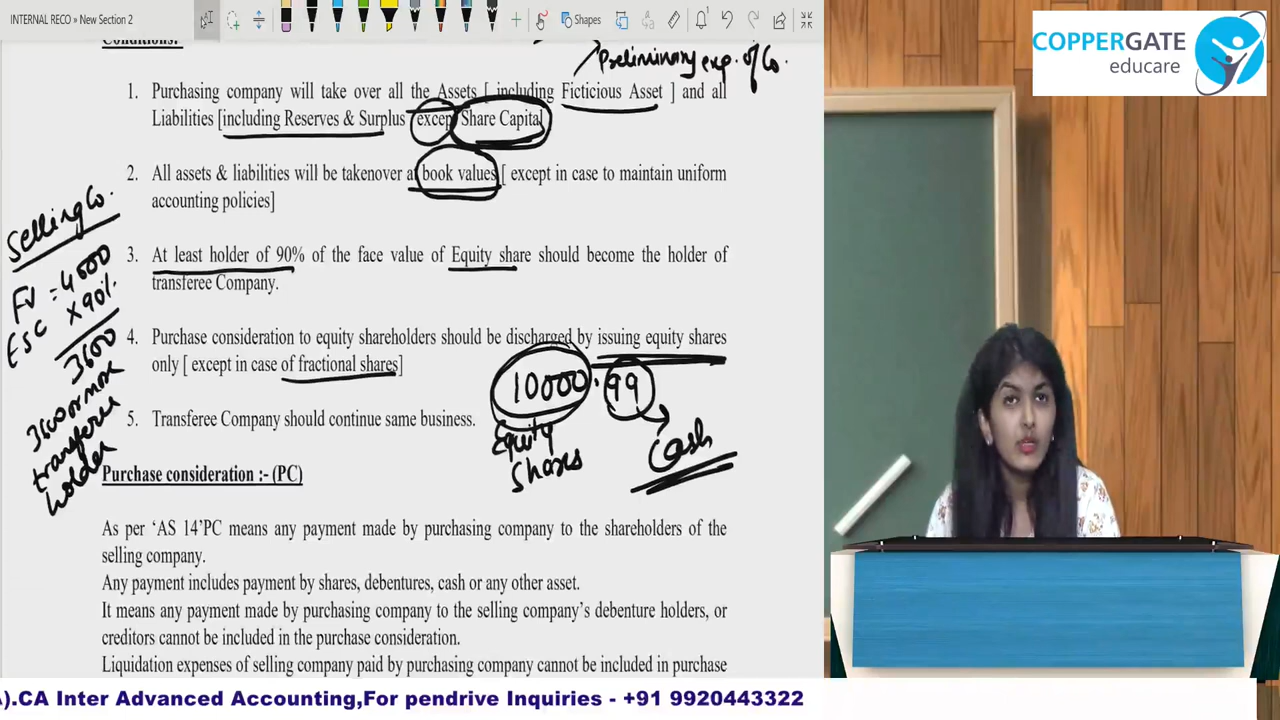 INTERNAL RECO » New Section 2
Shapes
COPPERGATE
educare
Conditions:
Preliminary exp. of Co.
1. Purchasing company will take over all the Assets [ including Ficticious Asset ] and all
Liabilities [including Reserves & Surplus except Share Capital
2. All assets & liabilities will be takenover at book values [ except in case to maintain uniform
accounting policies]
Selling Co.
3. At least holder of 90% of the face value of Equity share should become the holder of
transferee Company.
FV = 4000
ESC × 90%
3600
3600 or more
transferee
holder
4. Purchase consideration to equity shareholders should be discharged by issuing equity shares
only [ except in case of fractional shares]
10000.99
Equity
Shares
Cash
5. Transferee Company should continue same business.
Purchase consideration :- (PC)
As per ‘AS 14’PC means any payment made by purchasing company to the shareholders of the
selling company.
Any payment includes payment by shares, debentures, cash or any other asset.
It means any payment made by purchasing company to the selling company’s debenture holders, or
creditors cannot be included in the purchase consideration.
Liquidation expenses of selling company paid by purchasing company cannot be included in purchase
).CA Inter Advanced Accounting,For pendrive Inquiries - +91 9920443322